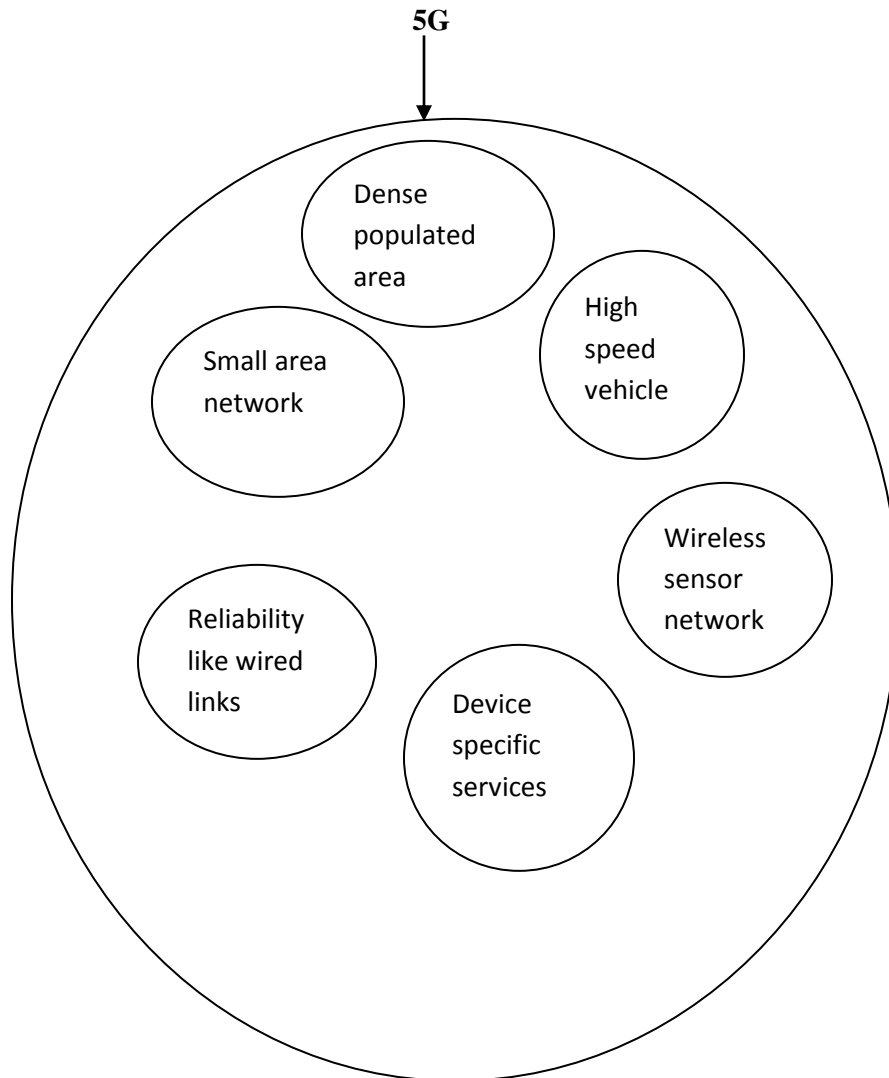 5G
Dense
populated
area
High
speed
vehicle
Small area
network
Wireless
sensor
network
Reliability
like wired
links
Device
specific
services